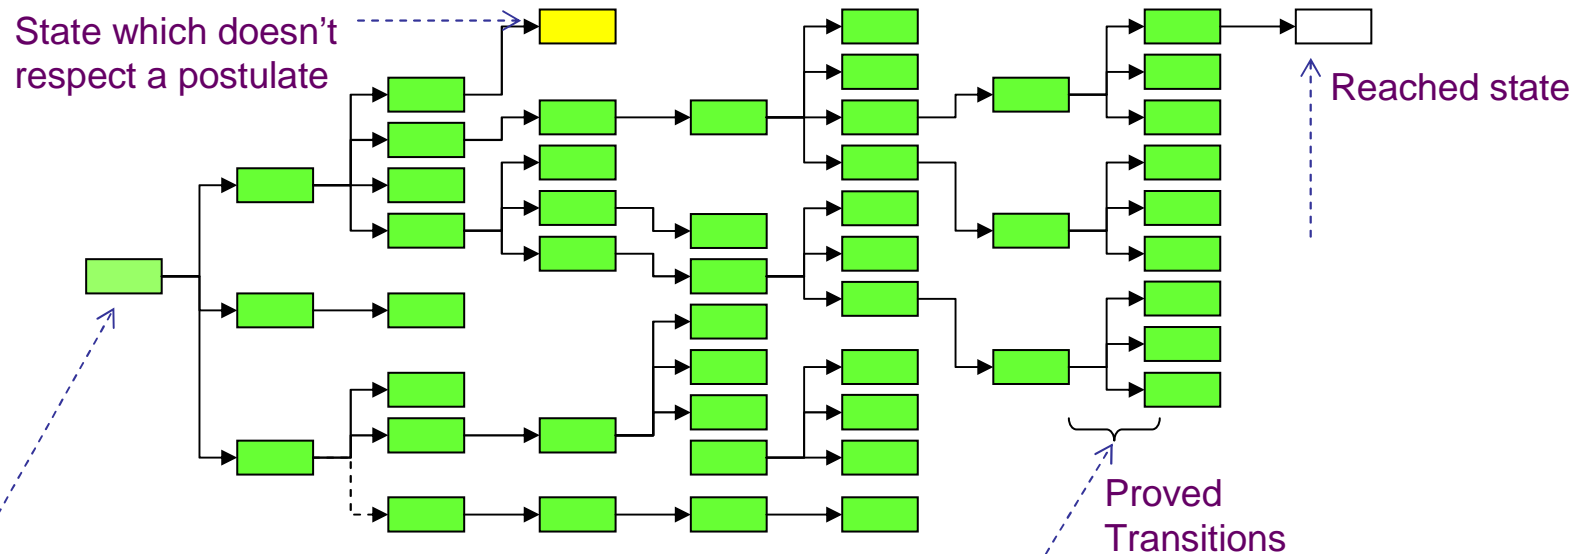 State which doesn’t
respect a postulate
Reached state
Proved
Transitions